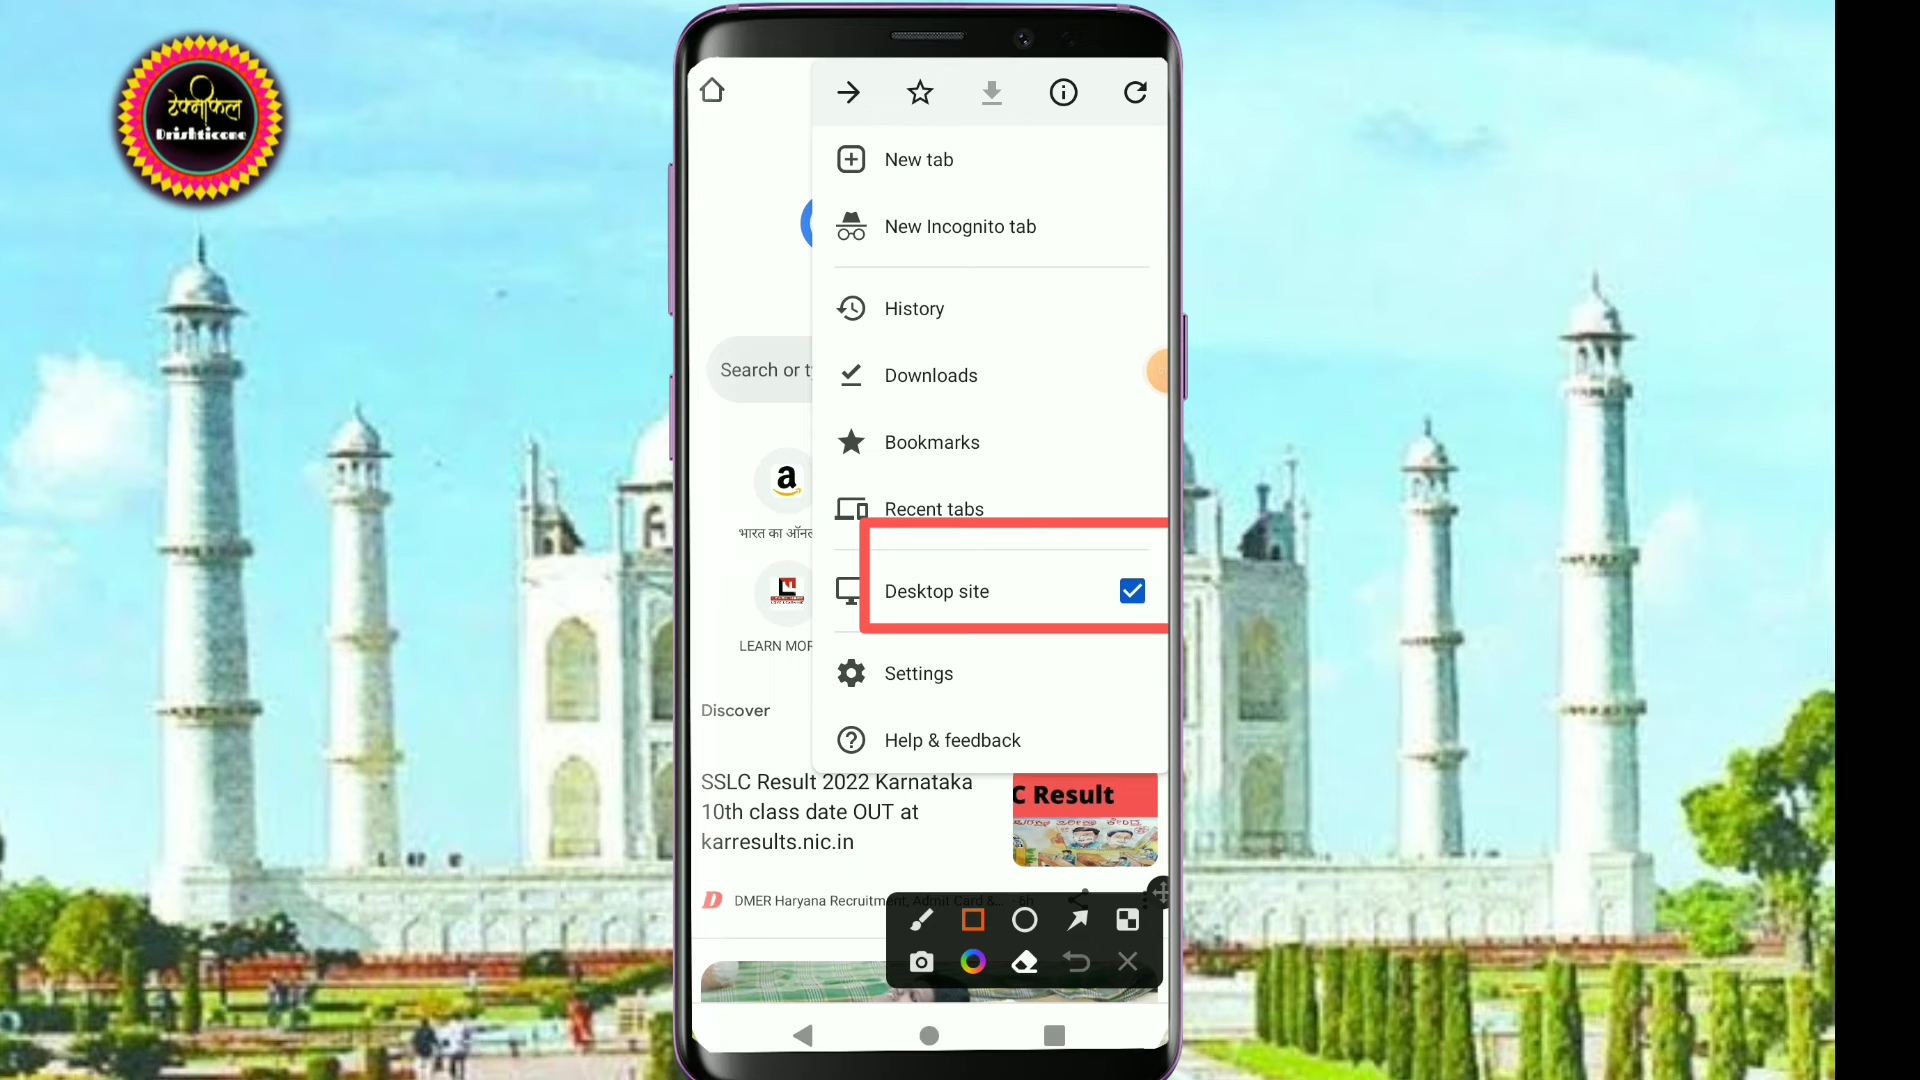 टेक्नीकल
Drishticone
New tab
New Incognito tab
History
Search or t
Downloads
Bookmarks
a
भारत का ऑनल
Recent tabs
Desktop site
LEARN MOR
Settings
Discover
Help & feedback
SSLC Result 2022 Karnataka
10th class date OUT at
karresults.nic.in
C Result
D DMER Haryana Recruitment, Admit Card &... · 6h